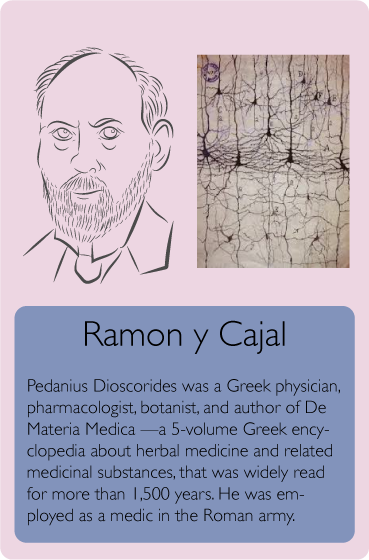 Ramon y Cajal
Pedanius Dioscorides was a Greek physician,
pharmacologist, botanist, and author of De
Materia Medica —a 5-volume Greek ency-
clopedia about herbal medicine and related
medicinal substances, that was widely read
for more than 1,500 years. He was em-
ployed as a medic in the Roman army.